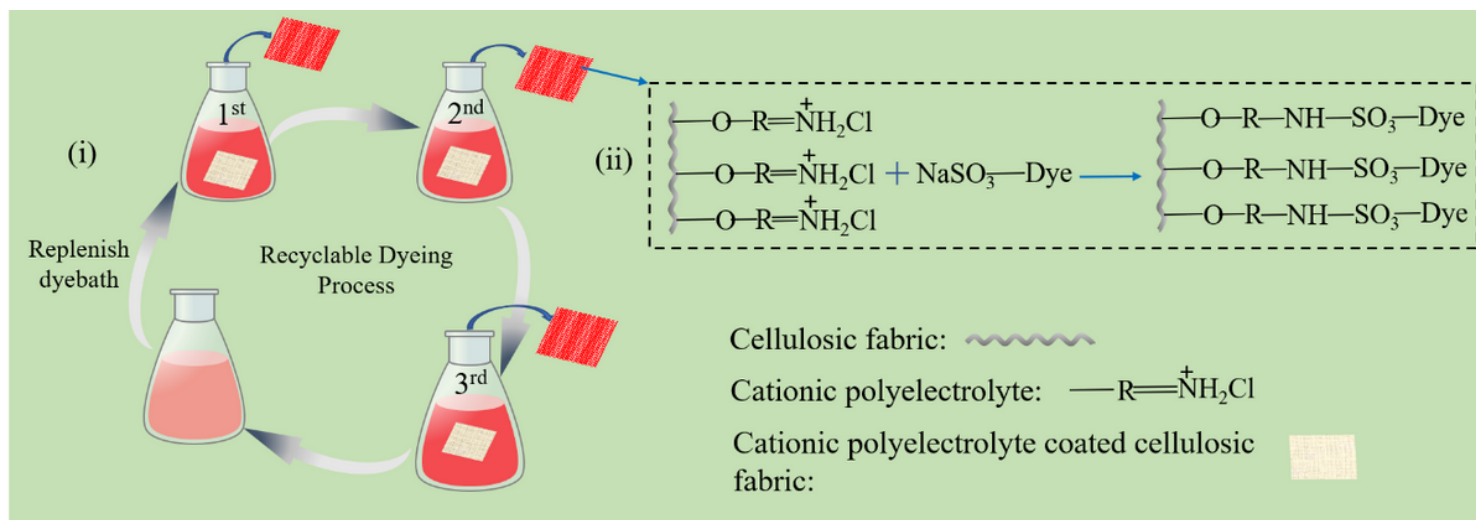 1st
2nd
(i)
Replenish
dyebath
Recyclable Dyeing
Process
3rd
(ii)
O—R=N+H2Cl
O—R=N+H2Cl + NaSO3—Dye
O—R=N+H2Cl
O—R—NH—SO3—Dye
O—R—NH—SO3—Dye
O—R—NH—SO3—Dye
Cellulosic fabric:
Cationic polyelectrolyte: —R=N+H2Cl
Cationic polyelectrolyte coated cellulosic
fabric: